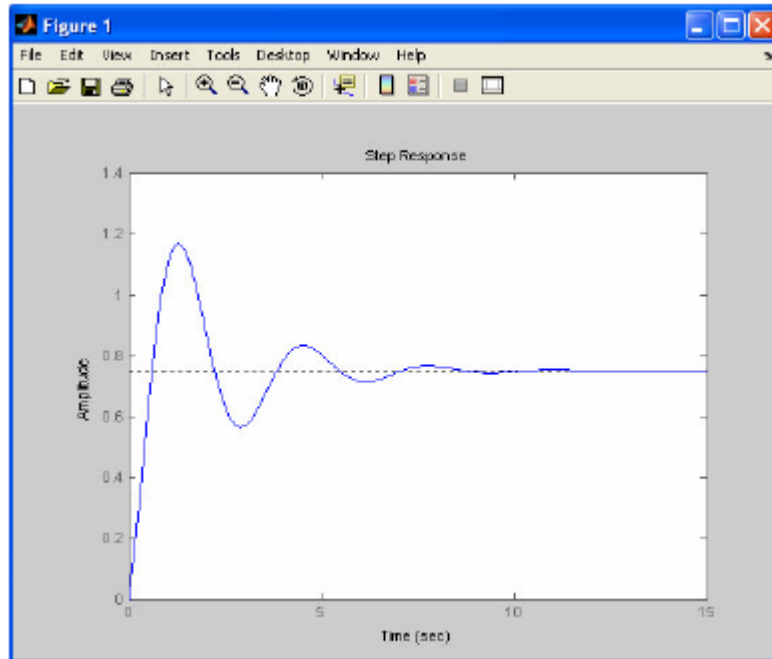 Figure 1
File Edit View Insert Tools Desktop Window Help
Step Response
1.4
1.2
1
0.8
0.6
0.4
0.2
0
Amplitude
0 5 10 15
Time (sec)